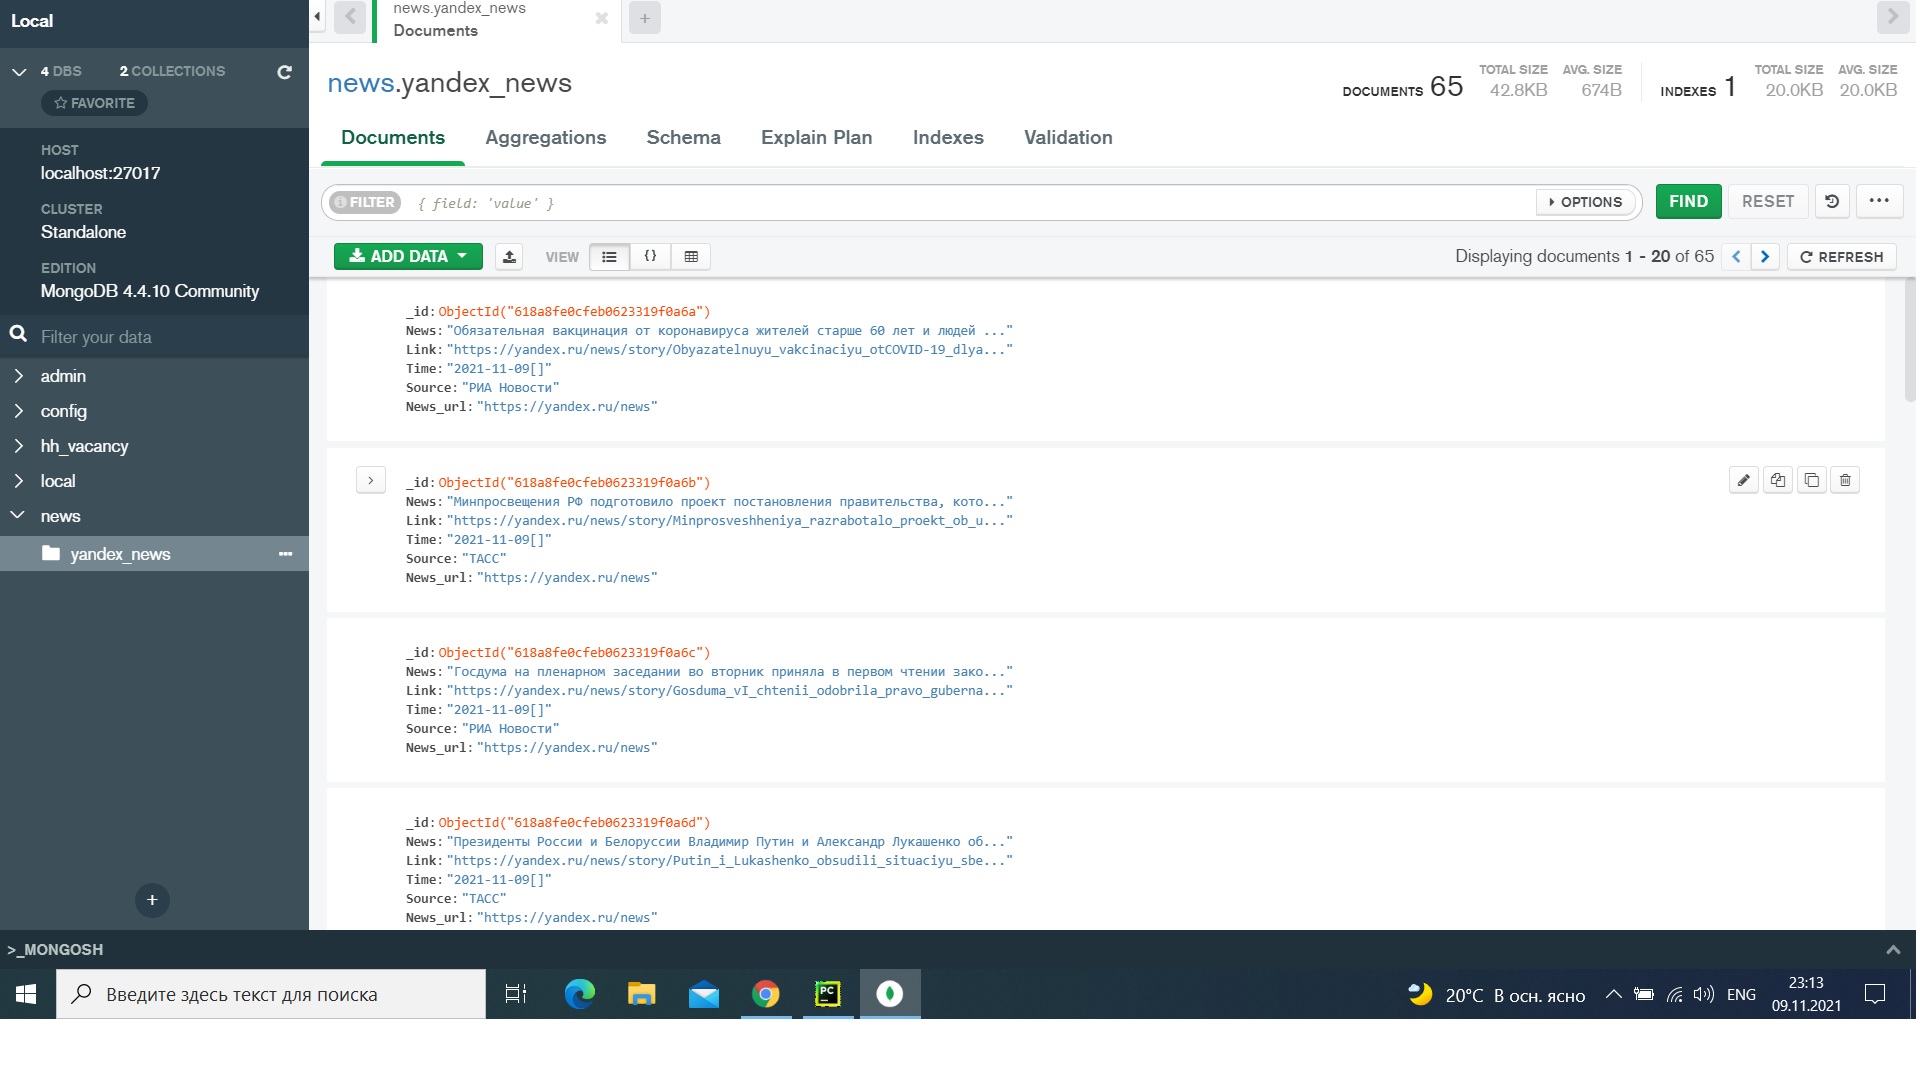 Local
4 DBS 2 COLLECTIONS
FAVORITE
HOST
localhost:27017
CLUSTER
Standalone
EDITION
MongoDB 4.4.10 Community
Filter your data
admin
config
hh_vacancy
local
news
yandex_news
news.yandex_news
Documents
news.yandex_news
DOCUMENTS 65 TOTAL SIZE 42.8KB AVG. SIZE 674B INDEXES 1 TOTAL SIZE 20.0KB AVG. SIZE 20.0KB
Documents Aggregations Schema Explain Plan Indexes Validation
FILTER { field: 'value' } OPTIONS FIND RESET
ADD DATA VIEW {} Displaying documents 1 - 20 of 65 REFRESH
_id: ObjectId("618a8fe0cfeb0623319f0a6a")
News: "Обязательная вакцинация от коронавируса жителей старше 60 лет и людей ..."
Link: "https://yandex.ru/news/story/Obyazatelnuyu_vakcinaciyu_otCOVID-19_dlya..."
Time: "2021-11-09[]"
Source: "РИА Новости"
News_url: "https://yandex.ru/news"
_id: ObjectId("618a8fe0cfeb0623319f0a6b")
News: "Минпросвещения РФ подготовило проект постановления правительства, кото..."
Link: "https://yandex.ru/news/story/Minprosveshheniya_razrabotalo_proekt_ob_u..."
Time: "2021-11-09[]"
Source: "ТАСС"
News_url: "https://yandex.ru/news"
_id: ObjectId("618a8fe0cfeb0623319f0a6c")
News: "Госдума на пленарном заседании во вторник приняла в первом чтении зако..."
Link: "https://yandex.ru/news/story/Gosduma_vI_chtenii_odobrila_pravo_guberna..."
Time: "2021-11-09[]"
Source: "РИА Новости"
News_url: "https://yandex.ru/news"
_id: ObjectId("618a8fe0cfeb0623319f0a6d")
News: "Президенты России и Белоруссии Владимир Путин и Александр Лукашенко об..."
Link: "https://yandex.ru/news/story/Putin_i_Lukashenko_obsudili_situaciyu_sbe..."
Time: "2021-11-09[]"
Source: "ТАСС"
News_url: "https://yandex.ru/news"
>_MONGOSH
Введите здесь текст для поиска
PC
20°C В осн. ясно
ENG
23:13
09.11.2021